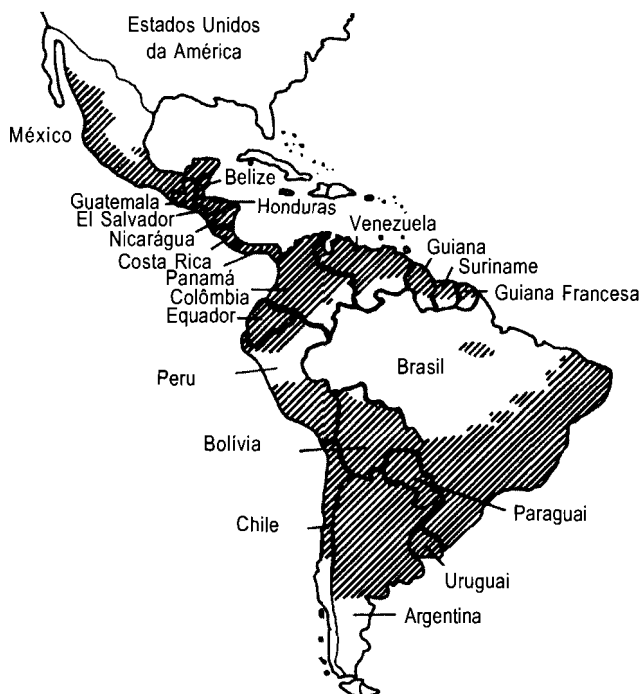 Estados Unidos
da América
México
Belize
Guatemala
Honduras
El Salvador
Nicarágua
Venezuela
Costa Rica
Guiana
Panamá
Suriname
Colômbia
Guiana Francesa
Equador
Peru
Brasil
Bolívia
Paraguai
Chile
Uruguai
Argentina